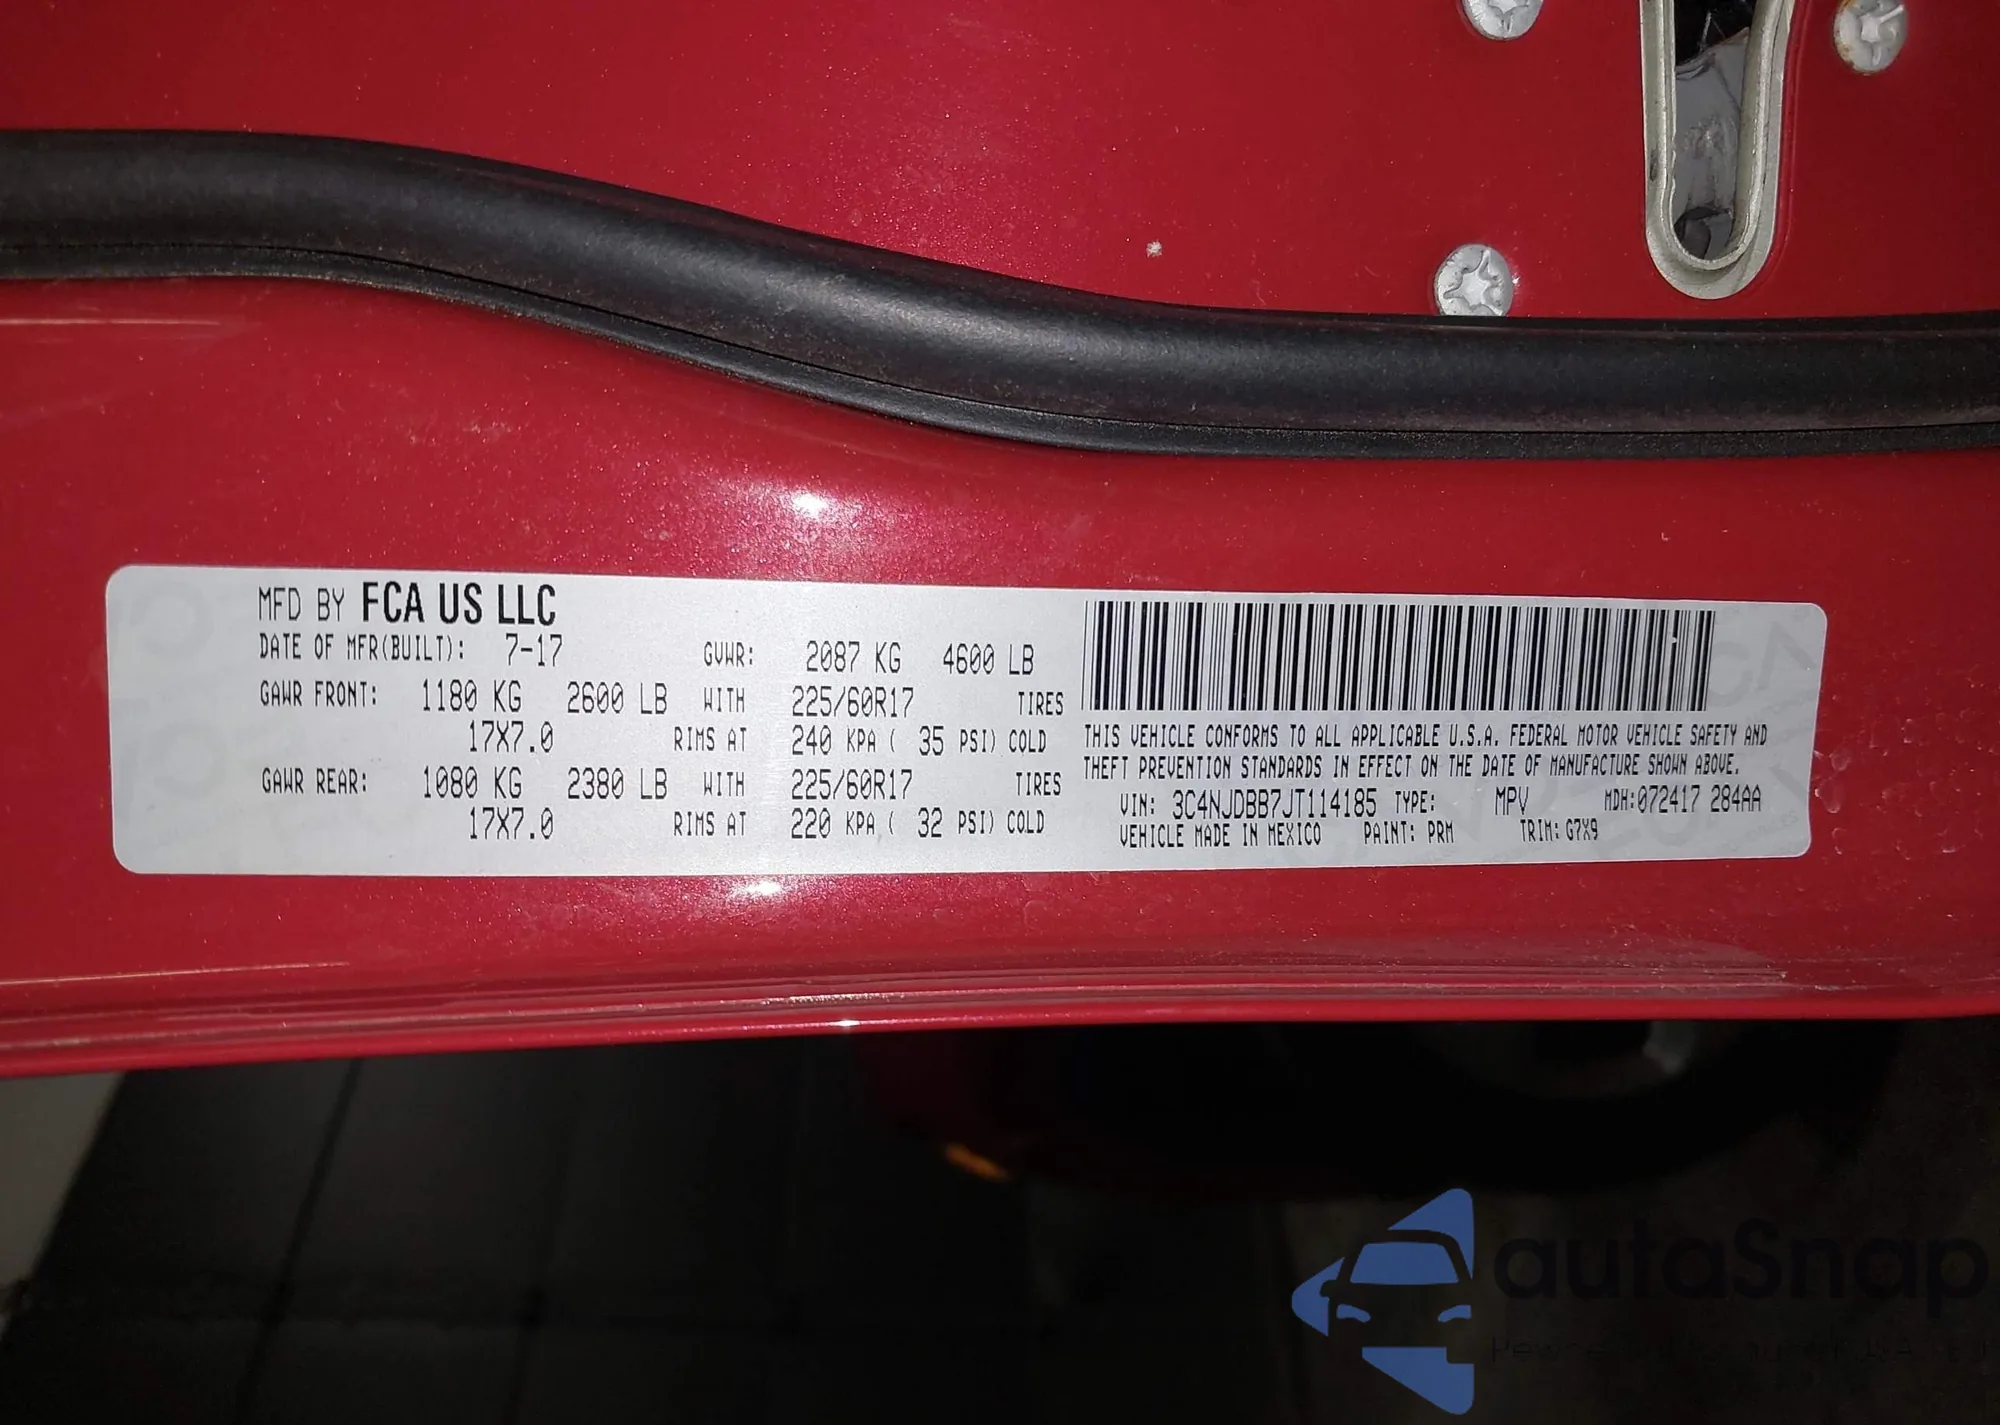 MFD BY FCA US LLC
DATE OF MFR(BUILT): 7-17 GVWR: 2087 KG 4600 LB
GAWR FRONT: 1180 KG 2600 LB WITH 225/60R17 TIRES
17X7.0 RIMS AT 240 KPA ( 35 PSI) COLD
GAWR REAR: 1080 KG 2380 LB WITH 225/60R17 TIRES
17X7.0 RIMS AT 220 KPA ( 32 PSI) COLD
THIS VEHICLE CONFORMS TO ALL APPLICABLE U.S.A. FEDERAL MOTOR VEHICLE SAFETY AND
THEFT PREVENTION STANDARDS IN EFFECT ON THE DATE OF MANUFACTURE SHOWN ABOVE.
VIN: 3C4NJDBB7JT114185 TYPE: MPV MDH:072417 284AA
VEHICLE MADE IN MEXICO PAINT: PRM TRIM: G7X9
autaSnap